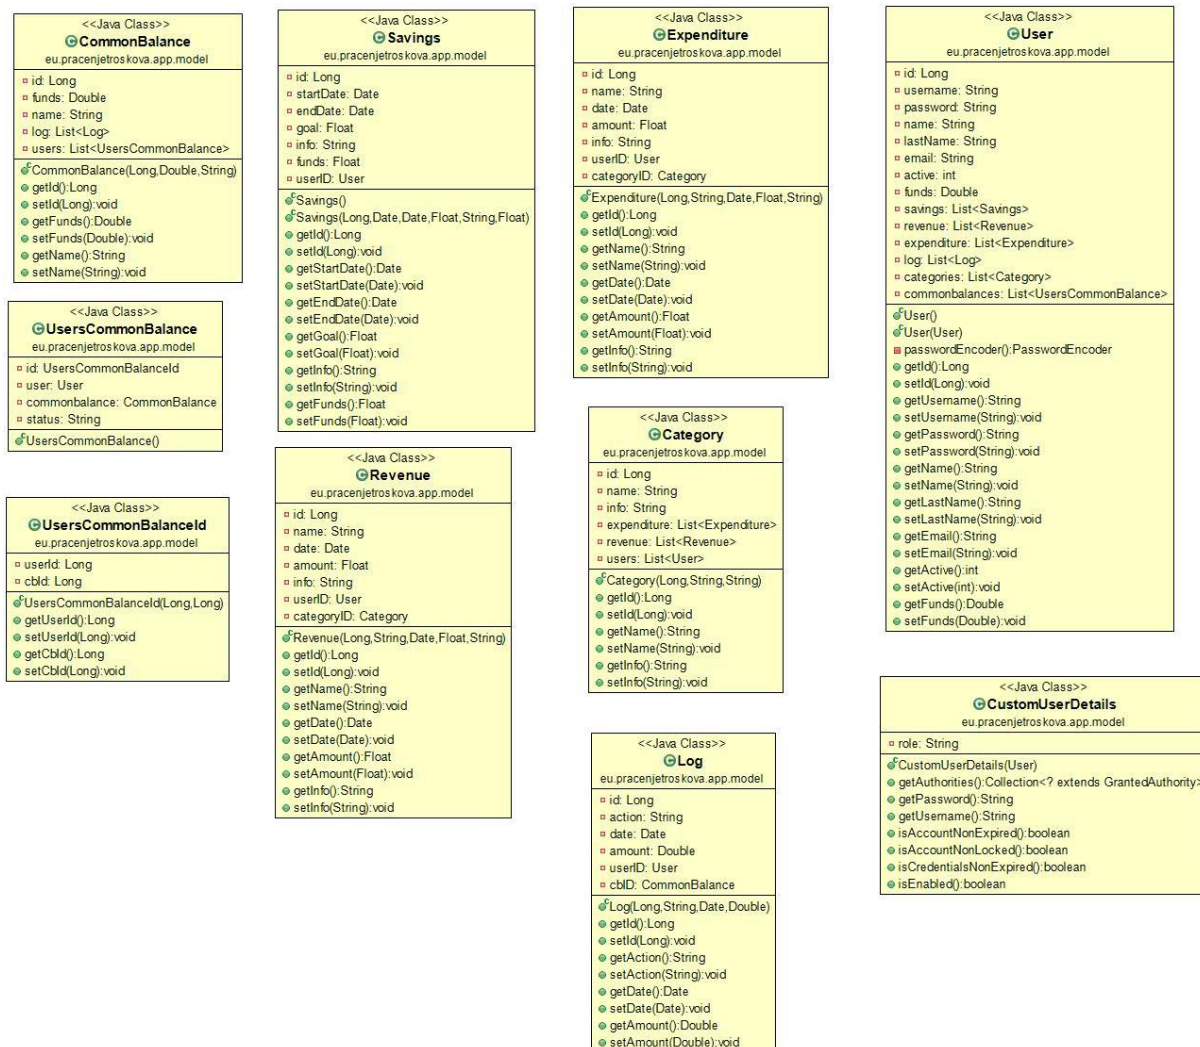 <<Java Class>>
CommonBalance
eu.pracenjetroskova.app.model
id: Long
funds: Double
name: String
log: List<Log>
users: List<UsersCommonBalance>
CommonBalance(Long,Double,String)
getId():Long
setId(Long):void
getFunds():Double
setFunds(Double):void
getName():String
setName(String):void
<<Java Class>>
UsersCommonBalance
eu.pracenjetroskova.app.model
id: UsersCommonBalanceId
user: User
commonbalance: CommonBalance
status: String
UsersCommonBalance()
<<Java Class>>
UsersCommonBalanceId
eu.pracenjetroskova.app.model
userId: Long
cbId: Long
UsersCommonBalanceId(Long,Long)
getUserId():Long
setUserId(Long):void
getCbId():Long
setCbId(Long):void
<<Java Class>>
Savings
eu.pracenjetroskova.app.model
id: Long
startDate: Date
endDate: Date
goal: Float
info: String
funds: Float
userID: User
Savings()
Savings(Long,Date,Date,Float,String,Float)
getId():Long
setId(Long):void
getStartDate():Date
setStartDate(Date):void
getEndDate():Date
setEndDate(Date):void
getGoal():Float
setGoal(Float):void
getInfo():String
setInfo(String):void
getFunds():Float
setFunds(Float):void
<<Java Class>>
Revenue
eu.pracenjetroskova.app.model
id: Long
name: String
date: Date
amount: Float
info: String
userID: User
categoryID: Category
Revenue(Long,String,Date,Float,String)
getId():Long
setId(Long):void
getName():String
setName(String):void
getDate():Date
setDate(Date):void
getAmount():Float
setAmount(Float):void
getInfo():String
setInfo(String):void
<<Java Class>>
Expenditure
eu.pracenjetroskova.app.model
id: Long
name: String
date: Date
amount: Float
info: String
userID: User
categoryID: Category
Expenditure(Long,String,Date,Float,String)
getId():Long
setId(Long):void
getName():String
setName(String):void
getDate():Date
setDate(Date):void
getAmount():Float
setAmount(Float):void
getInfo():String
setInfo(String):void
<<Java Class>>
Category
eu.pracenjetroskova.app.model
id: Long
name: String
info: String
expenditure: List<Expenditure>
revenue: List<Revenue>
users: List<User>
Category(Long,String,String)
getId():Long
setId(Long):void
getName():String
setName(String):void
getInfo():String
setInfo(String):void
<<Java Class>>
Log
eu.pracenjetroskova.app.model
id: Long
action: String
date: Date
amount: Double
userID: User
cbID: CommonBalance
Log(Long,String,Date,Double)
getId():Long
setId(Long):void
getAction():String
setAction(String):void
getDate():Date
setDate(Date):void
getAmount():Double
setAmount(Double):void
<<Java Class>>
User
eu.pracenjetroskova.app.model
id: Long
username: String
password: String
name: String
lastName: String
email: String
active: int
funds: Double
savings: List<Savings>
revenue: List<Revenue>
expenditure: List<Expenditure>
log: List<Log>
categories: List<Category>
commonbalances: List<UsersCommonBalance>
User()
User(User)
passwordEncoder():PasswordEncoder
getId():Long
setId(Long):void
getUsername():String
setUsername(String):void
getPassword():String
setPassword(String):void
getName():String
setName(String):void
getLastName():String
setLastName(String):void
getEmail():String
setEmail(String):void
getActive():int
setActive(int):void
getFunds():Double
setFunds(Double):void
<<Java Class>>
CustomUserDetails
eu.pracenjetroskova.app.model
role: String
CustomUserDetails(User)
getAuthorities():Collection<? extends GrantedAuthority>
getPassword():String
getUsername():String
isAccountNonExpired():boolean
isAccountNonLocked():boolean
isCredentialsNonExpired():boolean
isEnabled():boolean